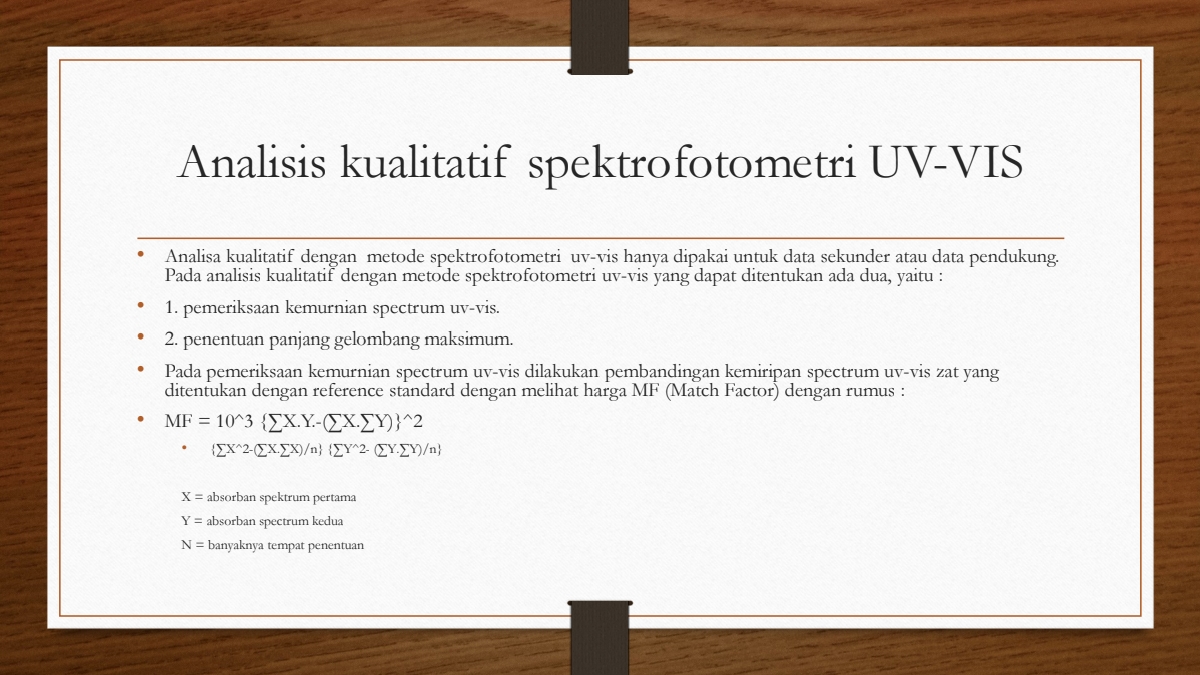 Analisis kualitatif spektrofotometri UV-VIS
• Analisa kualitatif dengan metode spektrofotometri uv-vis hanya dipakai untuk data sekunder atau data pendukung.
Pada analisis kualitatif dengan metode spektrofotometri uv-vis yang dapat ditentukan ada dua, yaitu :
• 1. pemeriksaan kemurnian spectrum uv-vis.
• 2. penentuan panjang gelombang maksimum.
• Pada pemeriksaan kemurnian spectrum uv-vis dilakukan pembandingan kemiripan spectrum uv-vis zat yang
ditentukan dengan reference standard dengan melihat harga MF (Match Factor) dengan rumus :
• MF = 10^3 {∑X.Y.-(∑X.∑Y)}^2
• {∑X^2-(∑X.∑X)/n} {∑Y^2- (∑Y.∑Y)/n}
X = absorban spektrum pertama
Y = absorban spectrum kedua
N = banyaknya tempat penentuan